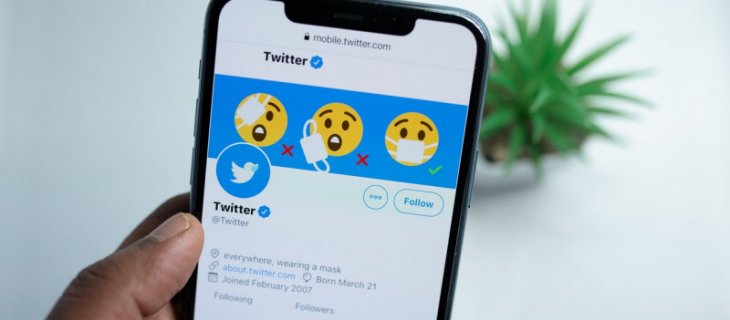 mobile.twitter.com
Twitter
Follow
Twitter
@Twitter
everywhere, wearing a mask
about.twitter.com Born March 21
Joined February 2007
Following Followers